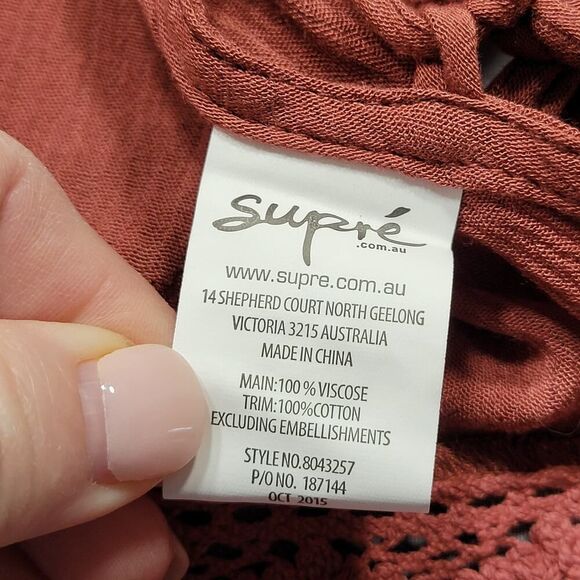 supré
.com.au
www.supre.com.au
14 SHEPHERD COURT NORTH GEELONG
VICTORIA 3215 AUSTRALIA
MADE IN CHINA
MAIN:100 % VISCOSE
TRIM:100%COTTON
EXCLUDING EMBELLISHMENTS
STYLE NO.8043257
P/O NO. 187144
OCT 2015